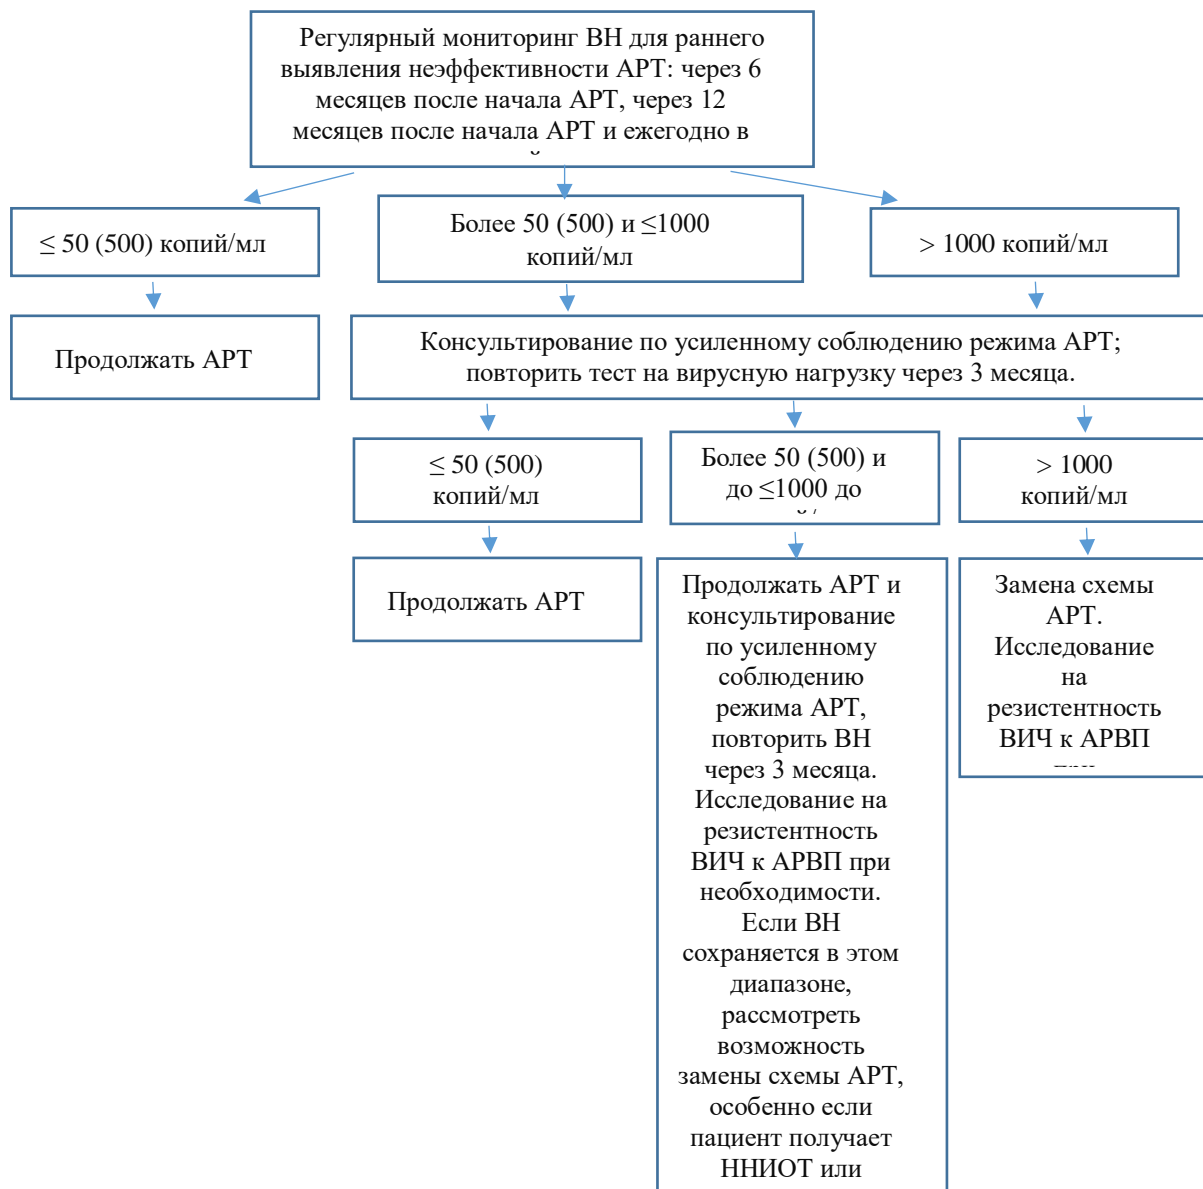 Регулярный мониторинг ВН для раннего
выявления неэффективности АРТ: через 6
месяцев после начала АРТ, через 12
месяцев после начала АРТ и ежегодно в
≤ 50 (500) копий/мл
Более 50 (500) и ≤1000
копий/мл
> 1000 копий/мл
Продолжать АРТ
Консультирование по усиленному соблюдению режима АРТ;
повторить тест на вирусную нагрузку через 3 месяца.
≤ 50 (500)
копий/мл
Более 50 (500) и
до ≤1000 до
> 1000
копий/мл
Продолжать АРТ
Продолжать АРТ и
консультирование
по усиленному
соблюдению
режима АРТ,
повторить ВН
через 3 месяца.
Исследование на
резистентность
ВИЧ к АРВП при
необходимости.
Если ВН
сохраняется в этом
диапазоне,
рассмотреть
возможность
замены схемы АРТ,
особенно если
пациент получает
ННИОТ или
Замена схемы
АРТ.
Исследование
на
резистентность
ВИЧ к АРВП